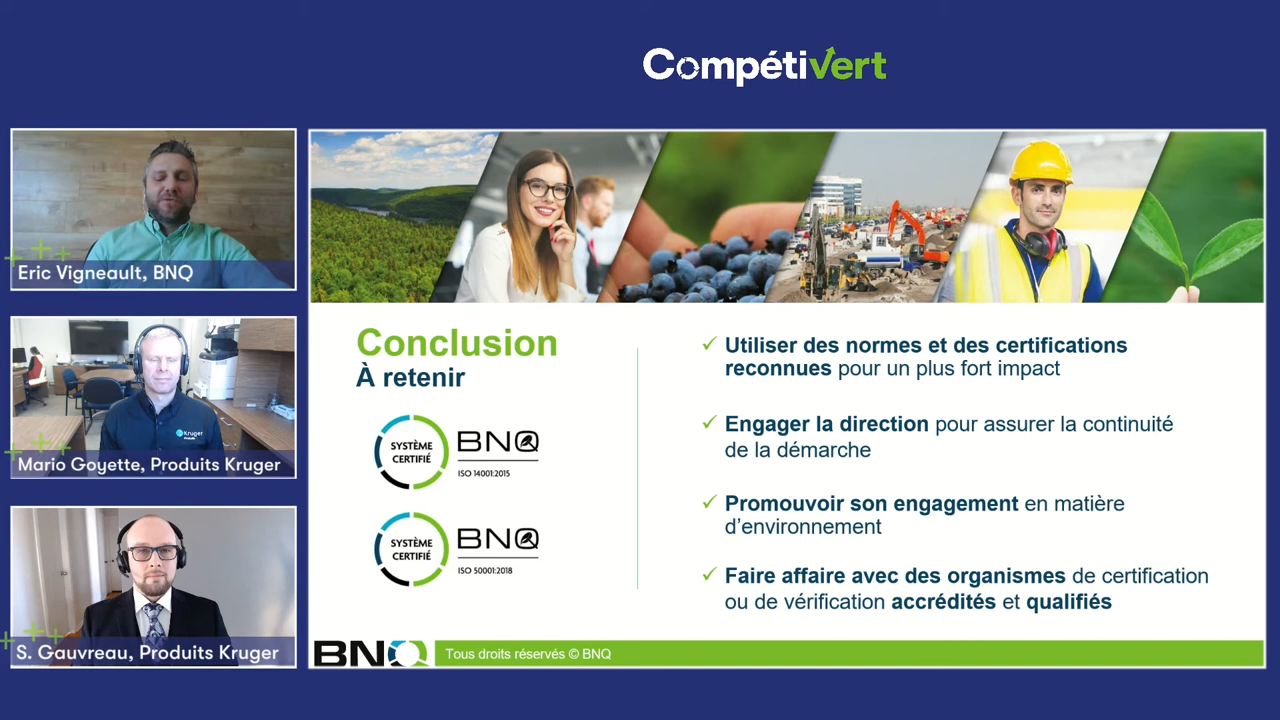 CompétiVert
Eric Vigneault, BNQ
Kruger
Produits
Mario Goyette, Produits Kruger
S. Gauvreau, Produits Kruger
Conclusion
À retenir
SYSTÈME
CERTIFIÉ
BNQ
ISO 14001:2015
SYSTÈME
CERTIFIÉ
BNQ
ISO 50001:2018
✓ Utiliser des normes et des certifications
reconnues pour un plus fort impact
✓ Engager la direction pour assurer la continuité
de la démarche
✓ Promouvoir son engagement en matière
d’environnement
✓ Faire affaire avec des organismes de certification
ou de vérification accrédités et qualifiés
BNQ
Tous droits réservés © BNQ